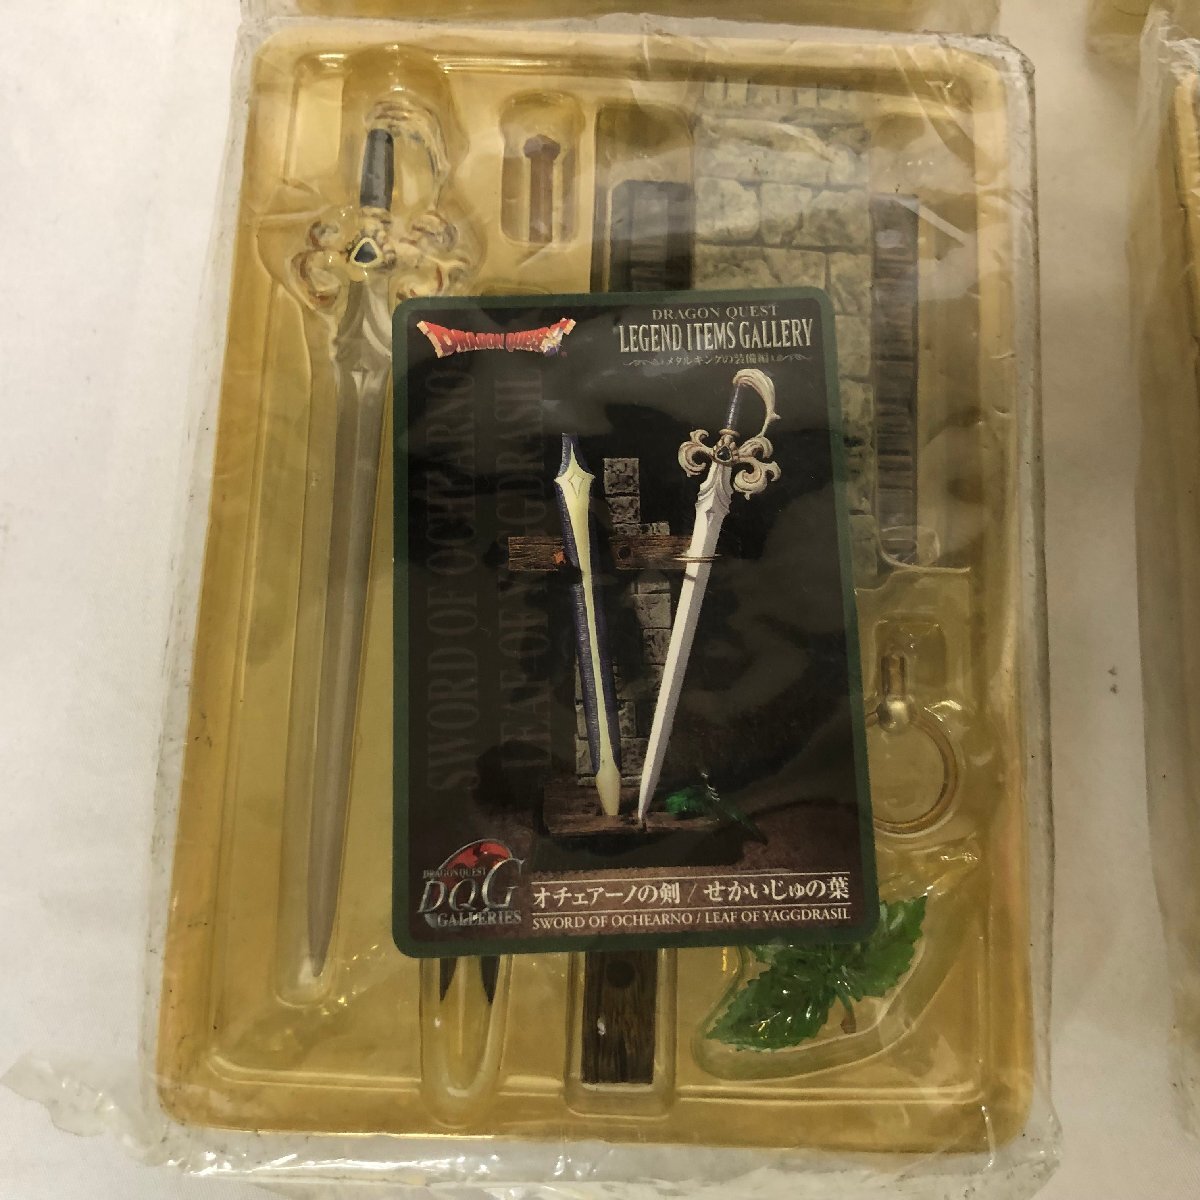 DRAGON QUEST
DRAGON QUEST
LEGEND ITEMS GALLERY
メタルキングの装備編
SWORD OF OCHEARNO
LEAF OF YAGGDRASIL
DRAGON QUEST
DQG
GALLERIES
オチェアーノの剣 / せかいじゅの葉
SWORD OF OCHEARNO / LEAF OF YAGGDRASIL